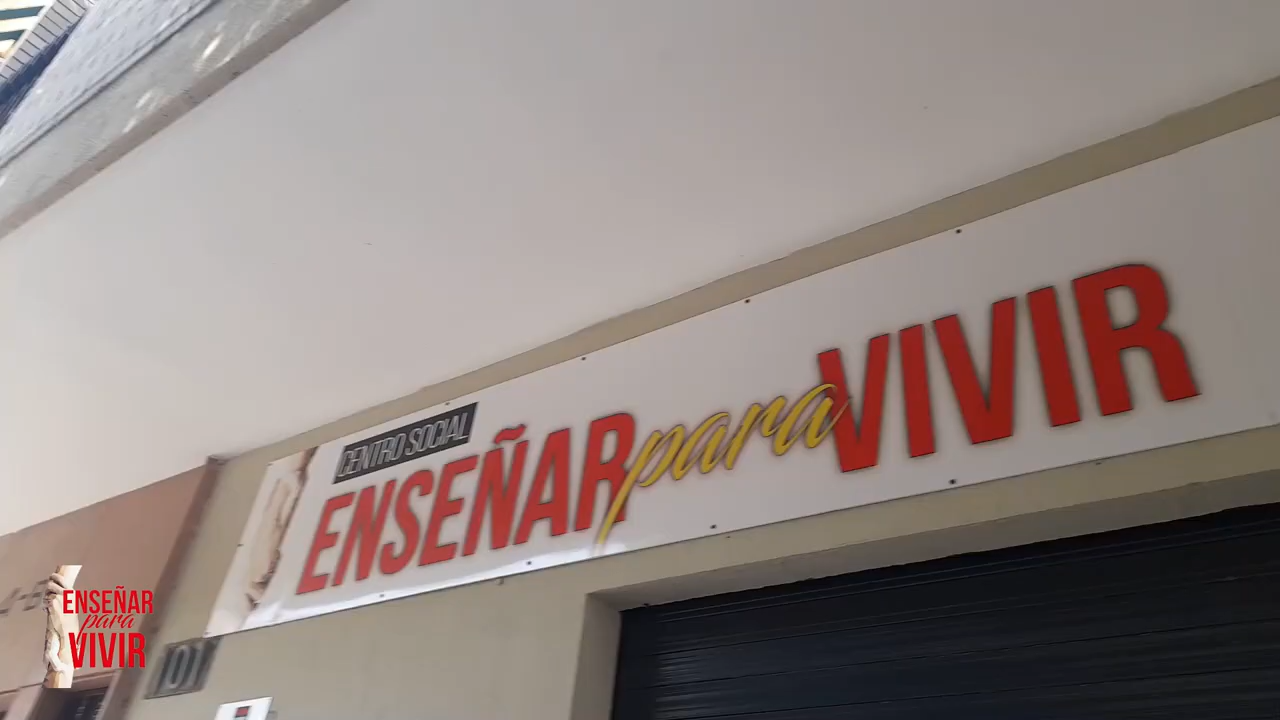 CENTRO SOCIAL
ENSEÑAR para VIVIR
101
ENSEÑAR
para
VIVIR